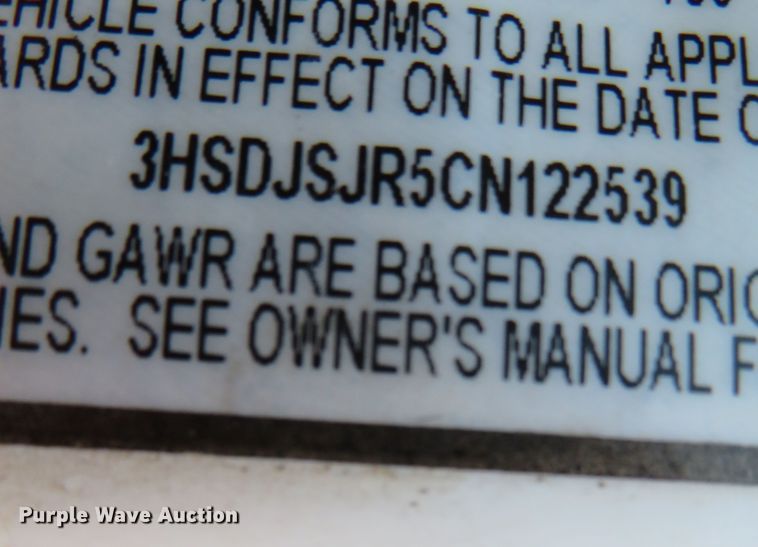 VEHICLE CONFORMS TO ALL APPL
ARDS IN EFFECT ON THE DATE O
3HSDJSJR5CN122539
ND GAWR ARE BASED ON ORIG
IES. SEE OWNER'S MANUAL F
Purple Wave Auction